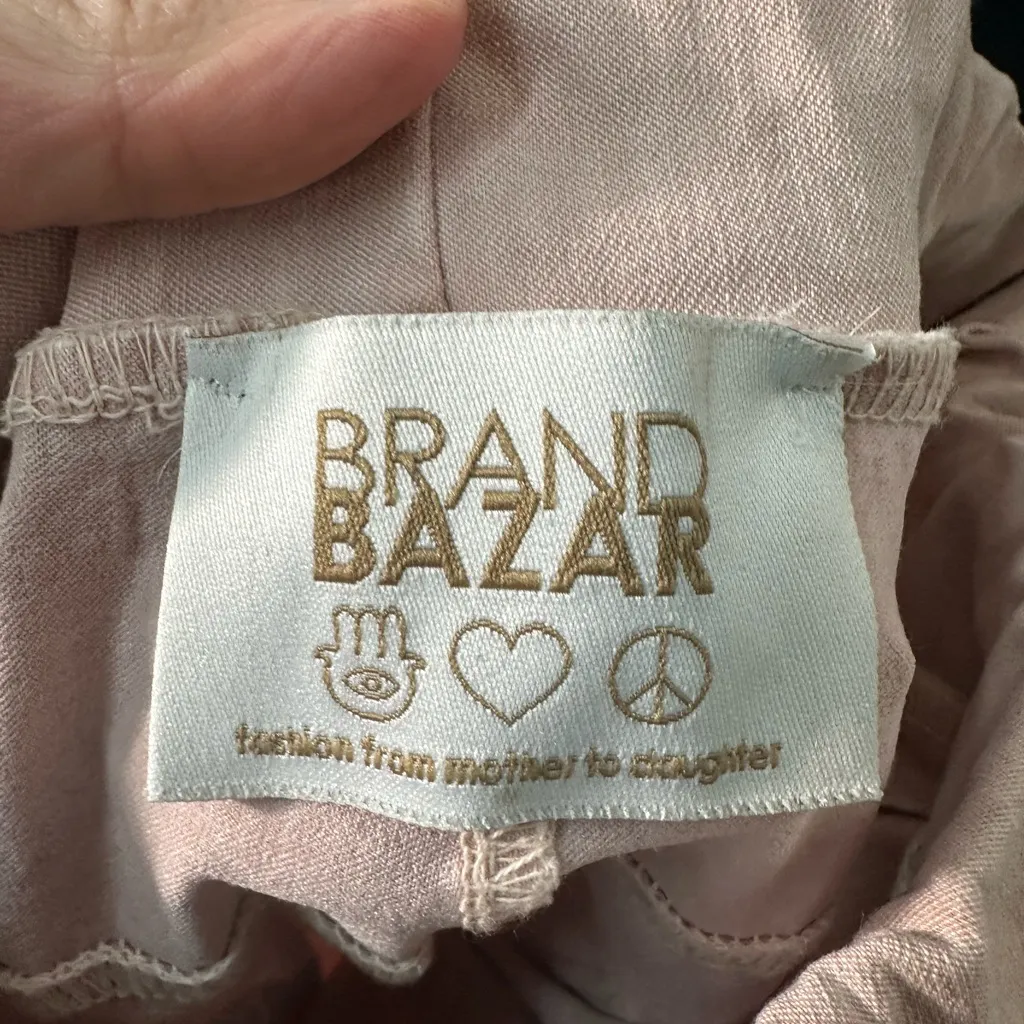 BRAND
BAZAR
fashion from mother to daughter